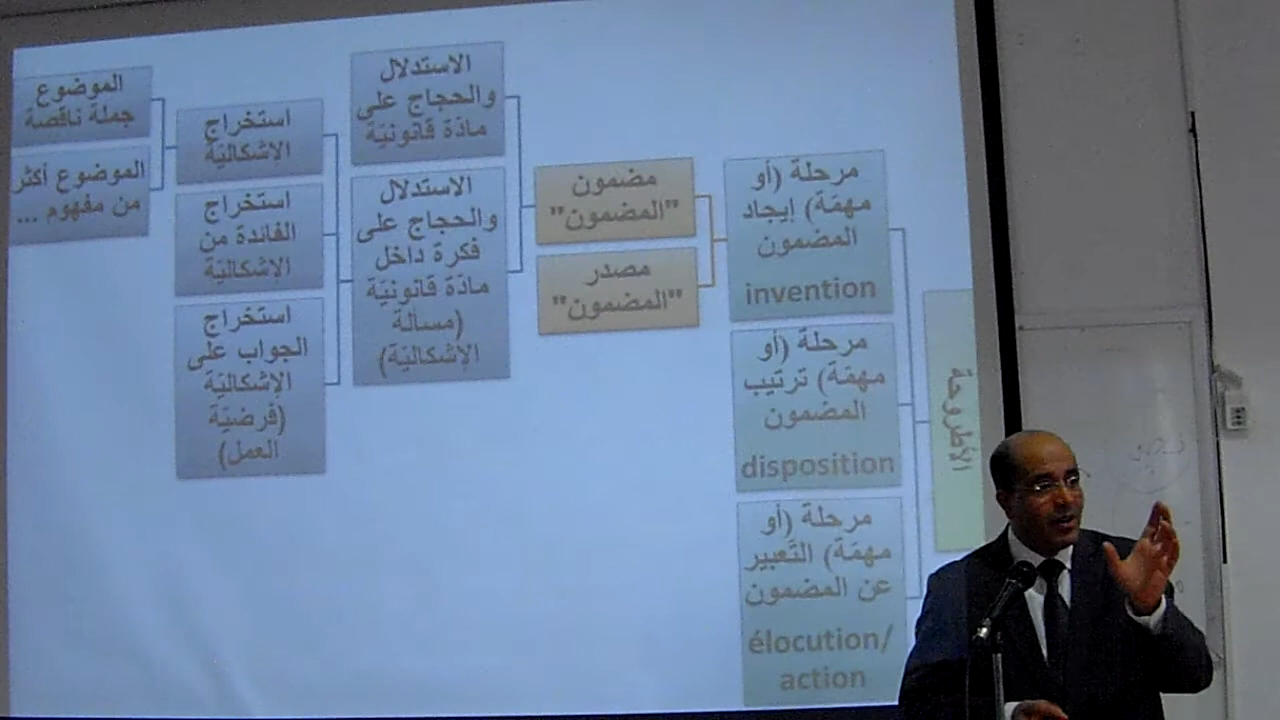 الأطروحة
مرحلة (أو
مهمّة) إيجاد
المضمون
invention
مرحلة (أو
مهمّة) ترتيب
المضمون
disposition
مرحلة (أو
مهمّة) التّعبير
عن المضمون
élocution/
action
مضمون
"المضمون"
مصدر
"المضمون"
الاستدلال
والحجاج على
مادّة قانونيّة
الاستدلال
والحجاج على
فكرة داخل
مادّة قانونيّة
(مسألة
الإشكاليّة)
استخراج
الإشكاليّة
استخراج
الفائدة من
الإشكاليّة
استخراج
الجواب على
الإشكاليّة
(فرضيّة
العمل)
الموضوع
جملة ناقصة
الموضوع أكثر
من مفهوم ...